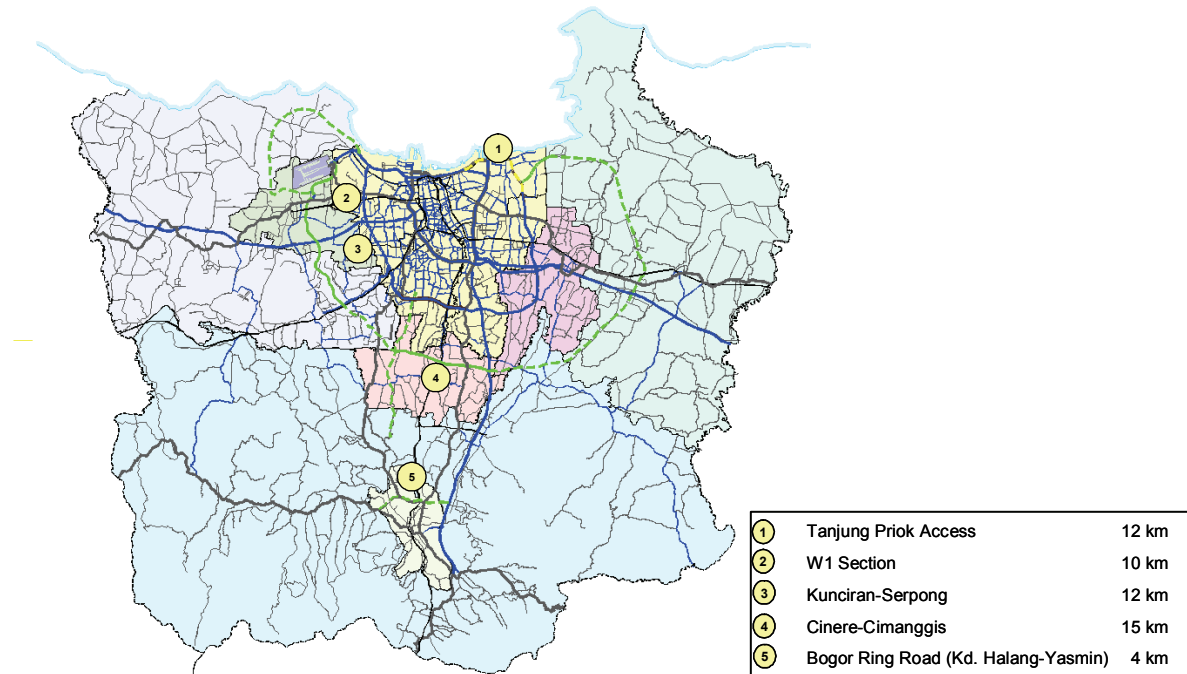 1
2
3
4
5
1 Tanjung Priok Access 12 km
2 W1 Section 10 km
3 Kunciran-Serpong 12 km
4 Cinere-Cimanggis 15 km
5 Bogor Ring Road (Kd. Halang-Yasmin) 4 km